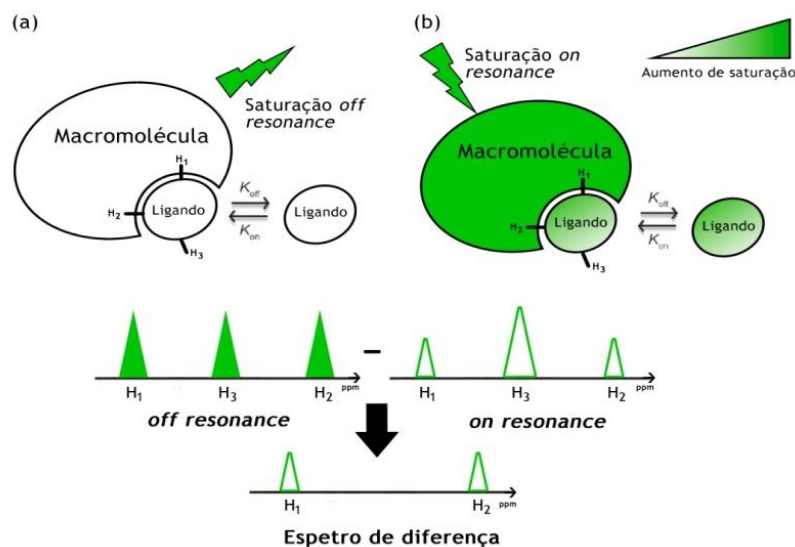 (a)
Saturação off
resonance
Macromolécula
H₁
H₂
H₃
Ligando
Koff
Kon
Ligando
(b)
Saturação on
resonance
Aumento de saturação
Macromolécula
H₁
H₂
H₃
Ligando
Koff
Kon
Ligando
H₁ H₃ H₂ ppm
off resonance
–
H₁ H₃ H₂ ppm
on resonance
H₁ H₂ ppm
Espetro de diferença